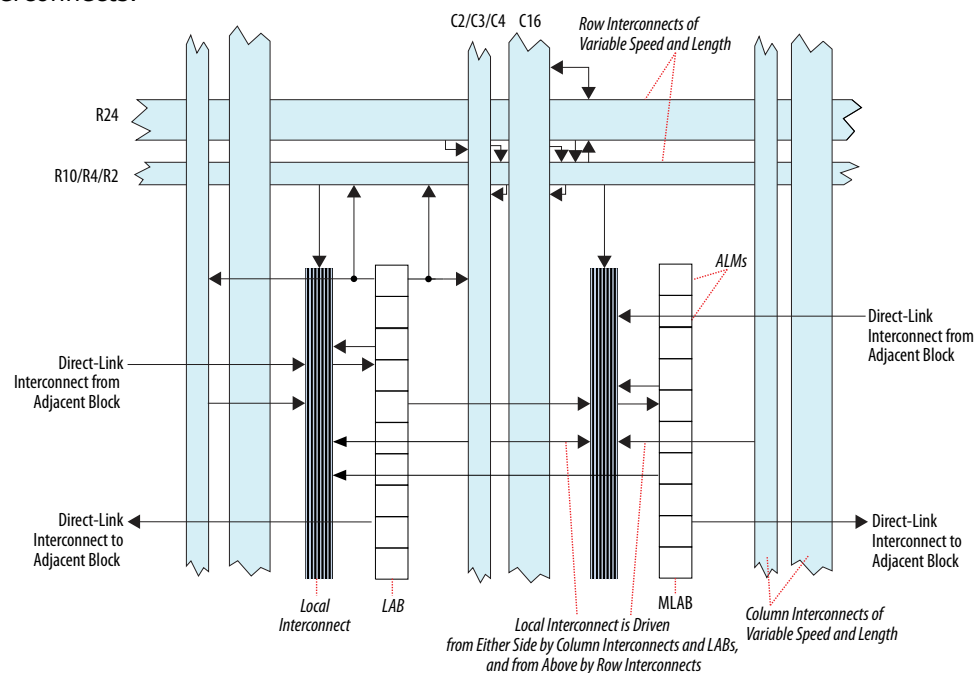 erconnects.
C2/C3/C4 C16
Row Interconnects of
Variable Speed and Length
R24
R10/R4/R2
ALMs
Direct-Link
Interconnect from
Adjacent Block
Direct-Link
Interconnect from
Adjacent Block
Direct-Link
Interconnect to
Adjacent Block
Direct-Link
Interconnect to
Adjacent Block
Local
Interconnect
LAB
MLAB
Local Interconnect is Driven
from Either Side by Column Interconnects and LABs,
and from Above by Row Interconnects
Column Interconnects of
Variable Speed and Length